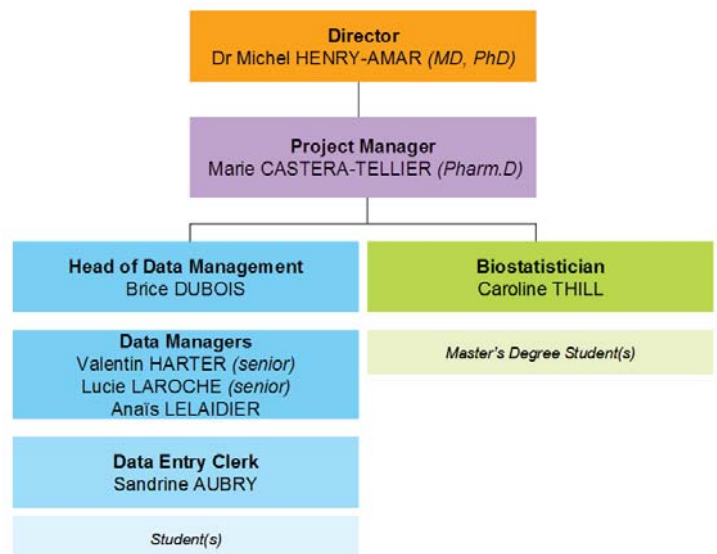 Director
Dr Michel HENRY-AMAR (MD, PhD)
Project Manager
Marie CASTERA-TELLIER (Pharm.D)
Head of Data Management
Brice DUBOIS
Biostatistician
Caroline THILL
Data Managers
Valentin HARTER (senior)
Lucie LAROCHE (senior)
Anaïs LELAIDIER
Master's Degree Student(s)
Data Entry Clerk
Sandrine AUBRY
Student(s)